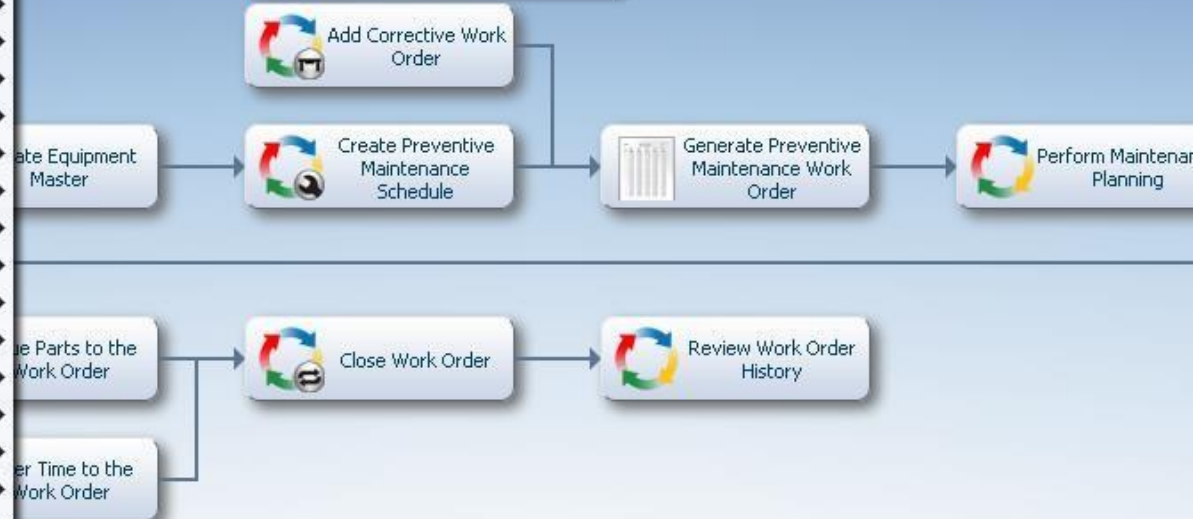 Add Corrective Work
Order
ate Equipment
Master
Create Preventive
Maintenance
Schedule
Generate Preventive
Maintenance Work
Order
Perform Maintenan
Planning
ue Parts to the
Work Order
Close Work Order
Review Work Order
History
er Time to the
Work Order